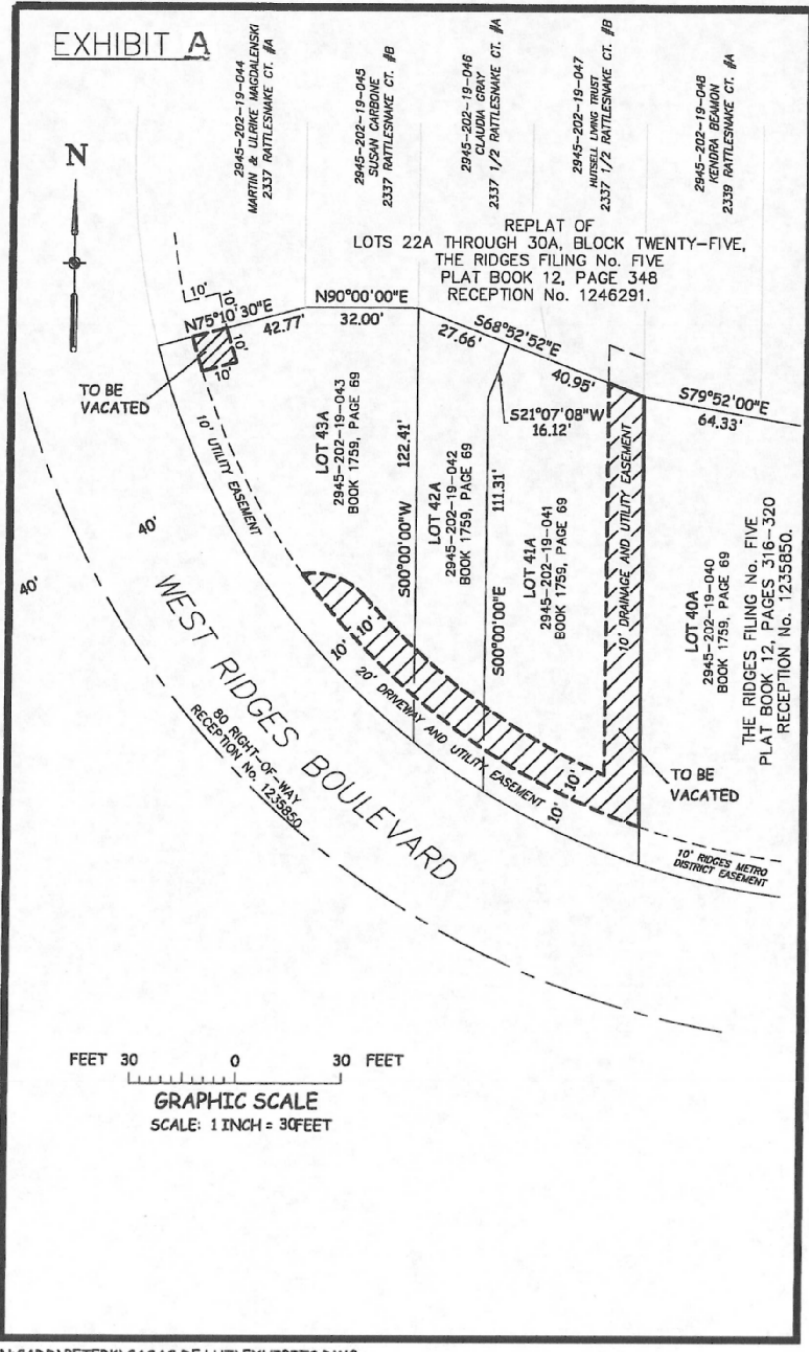 EXHIBIT A
2945-202-19-044
MARTIN & ULRIKE MAGDALENSKI
2337 RATTLESNAKE CT. #A
2945-202-19-045
SUSAN CARBONE
2337 RATTLESNAKE CT. #B
2945-202-19-046
CLAUDIA GRAY
2337 1/2 RATTLESNAKE CT. #A
2945-202-19-047
HUTSELL LIVING TRUST
2337 1/2 RATTLESNAKE CT. #B
2945-202-19-048
KENDRA BEAMON
2339 RATTLESNAKE CT. #A
N
REPLAT OF
LOTS 22A THROUGH 30A, BLOCK TWENTY-FIVE,
THE RIDGES FILING No. FIVE
PLAT BOOK 12, PAGE 348
RECEPTION No. 1246291.
10'
10'
N75°10'30"E
42.77'
N90°00'00"E
32.00'
S68°52'52"E
27.66'
40.95'
S79°52'00"E
64.33'
10'
10'
TO BE
VACATED
S21°07'08"W
16.12'
10' UTILITY EASEMENT
LOT 43A
2945-202-19-043
BOOK 1759, PAGE 69
S00°00'00"W 122.41'
LOT 42A
2945-202-19-042
BOOK 1759, PAGE 69
S00°00'00"E 111.31'
LOT 41A
2945-202-19-041
BOOK 1759, PAGE 69
10' DRAINAGE AND UTILITY EASEMENT
LOT 40A
2945-202-19-040
BOOK 1759, PAGE 69
THE RIDGES FILING No. FIVE
PLAT BOOK 12, PAGES 316-320
RECEPTION No. 1235850.
40'
40'
10'
10'
20' DRIVEWAY AND UTILITY EASEMENT
10'
10'
TO BE
VACATED
10' RIDGES METRO
DISTRICT EASEMENT
WEST RIDGES BOULEVARD
80 RIGHT-OF-WAY
RECEPTION No. 1235850
FEET 30 0 30 FEET
GRAPHIC SCALE
SCALE: 1 INCH = 30FEET